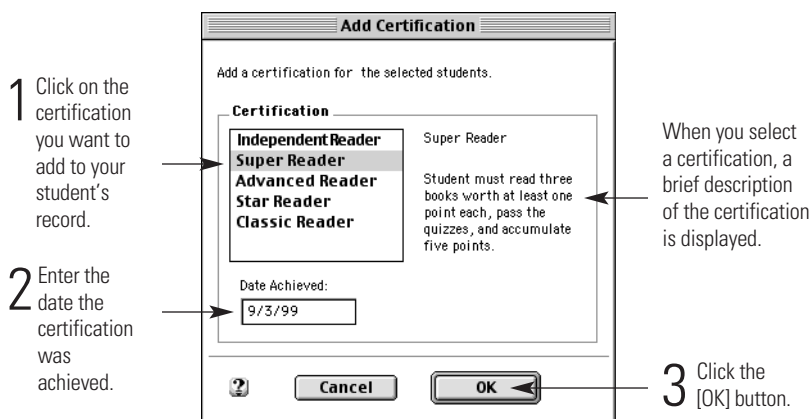 Add Certification
Add a certification for the selected students.
1 Click on the
certification
you want to
add to your
student's
record.
Certification
Independent Reader
Super Reader
Advanced Reader
Star Reader
Classic Reader
Super Reader
Student must read three
books worth at least one
point each, pass the
quizzes, and accumulate
five points.
When you select
a certification, a
brief description
of the certification
is displayed.
2 Enter the
date the
certification
was
achieved.
Date Achieved:
9/3/99
?
Cancel
OK
3 Click the
[OK] button.